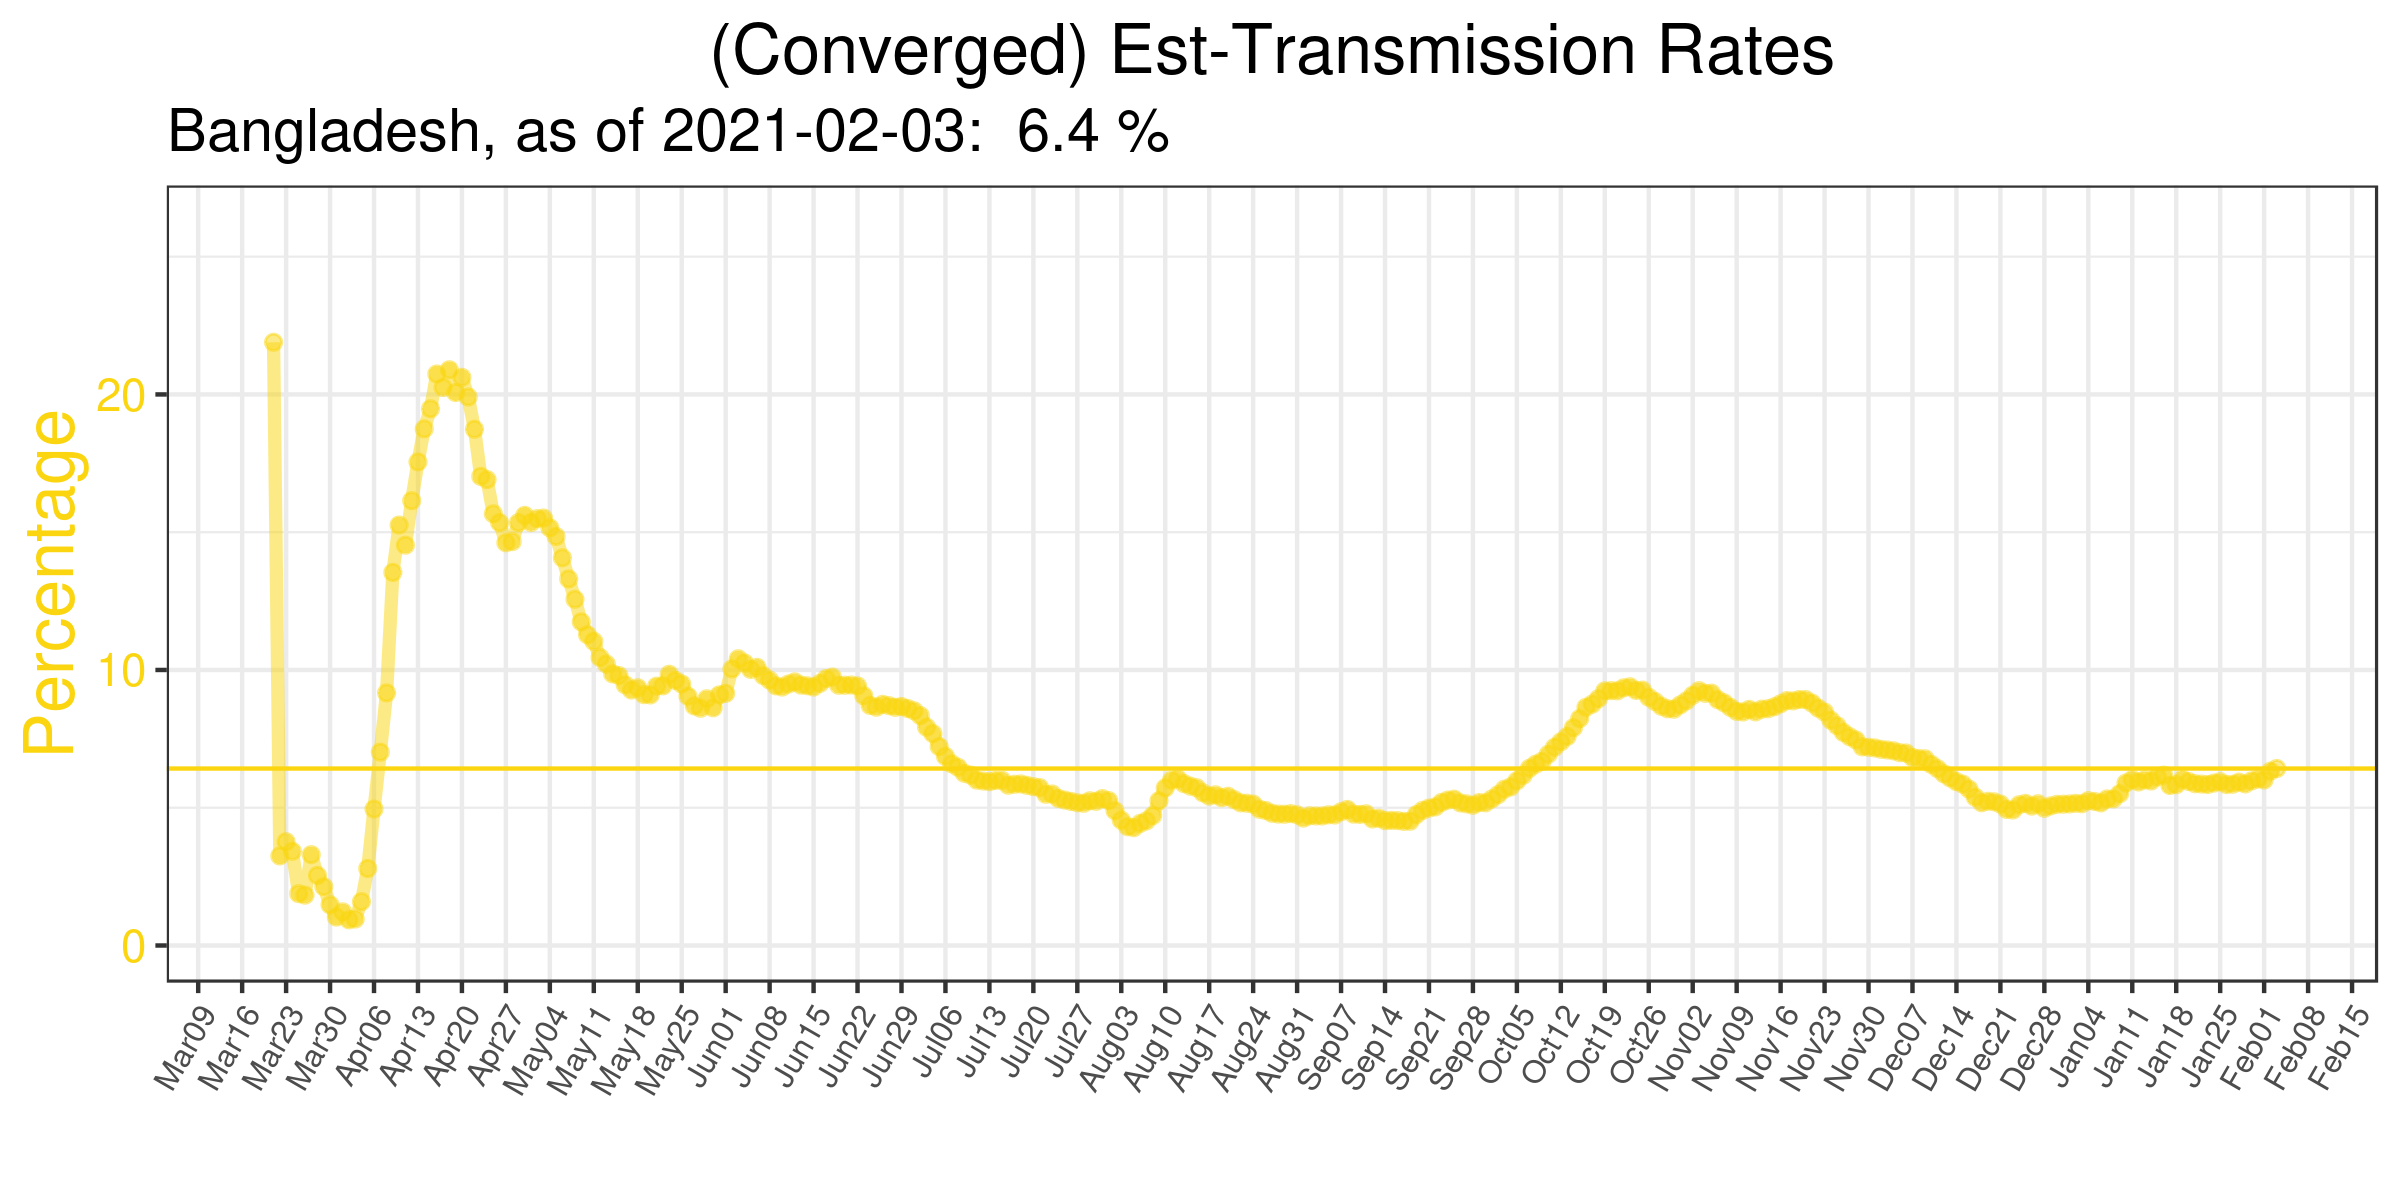 (Converged) Est-Transmission Rates
Bangladesh, as of 2021-02-03:  6.4 %
Percentage
20
10
0
Mar09
Mar16
Mar23
Mar30
Apr06
Apr13
Apr20
Apr27
May04
May11
May18
May25
Jun01
Jun08
Jun15
Jun22
Jun29
Jul06
Jul13
Jul20
Jul27
Aug03
Aug10
Aug17
Aug24
Aug31
Sep07
Sep14
Sep21
Sep28
Oct05
Oct12
Oct19
Oct26
Nov02
Nov09
Nov16
Nov23
Nov30
Dec07
Dec14
Dec21
Dec28
Jan04
Jan11
Jan18
Jan25
Feb01
Feb08
Feb15